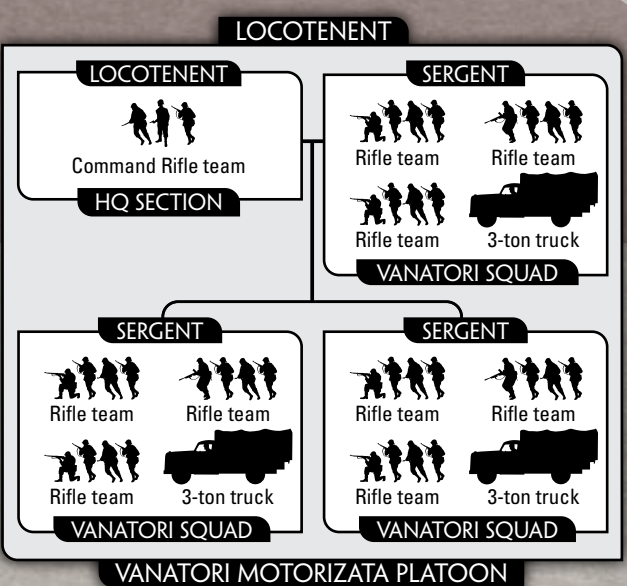 LOCOTENENT
LOCOTENENT
Command Rifle team
HQ SECTION
SERGENT
Rifle team Rifle team
Rifle team 3-ton truck
VANATORI SQUAD
SERGENT
Rifle team Rifle team
Rifle team 3-ton truck
VANATORI SQUAD
SERGENT
Rifle team Rifle team
Rifle team 3-ton truck
VANATORI SQUAD
VANATORI MOTORIZATA PLATOON